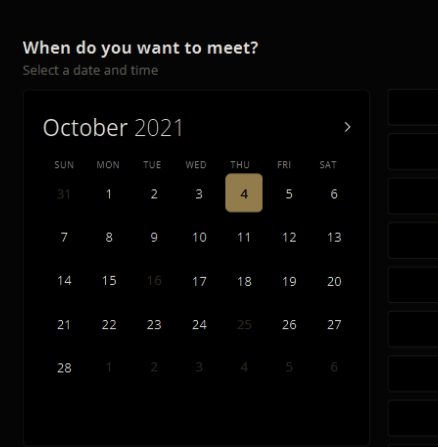 When do you want to meet?
Select a date and time
October 2021
SUN MON TUE WED THU FRI SAT
31 1 2 3 4 5 6
7 8 9 10 11 12 13
14 15 16 17 18 19 20
21 22 23 24 25 26 27
28 1 2 3 4 5 6